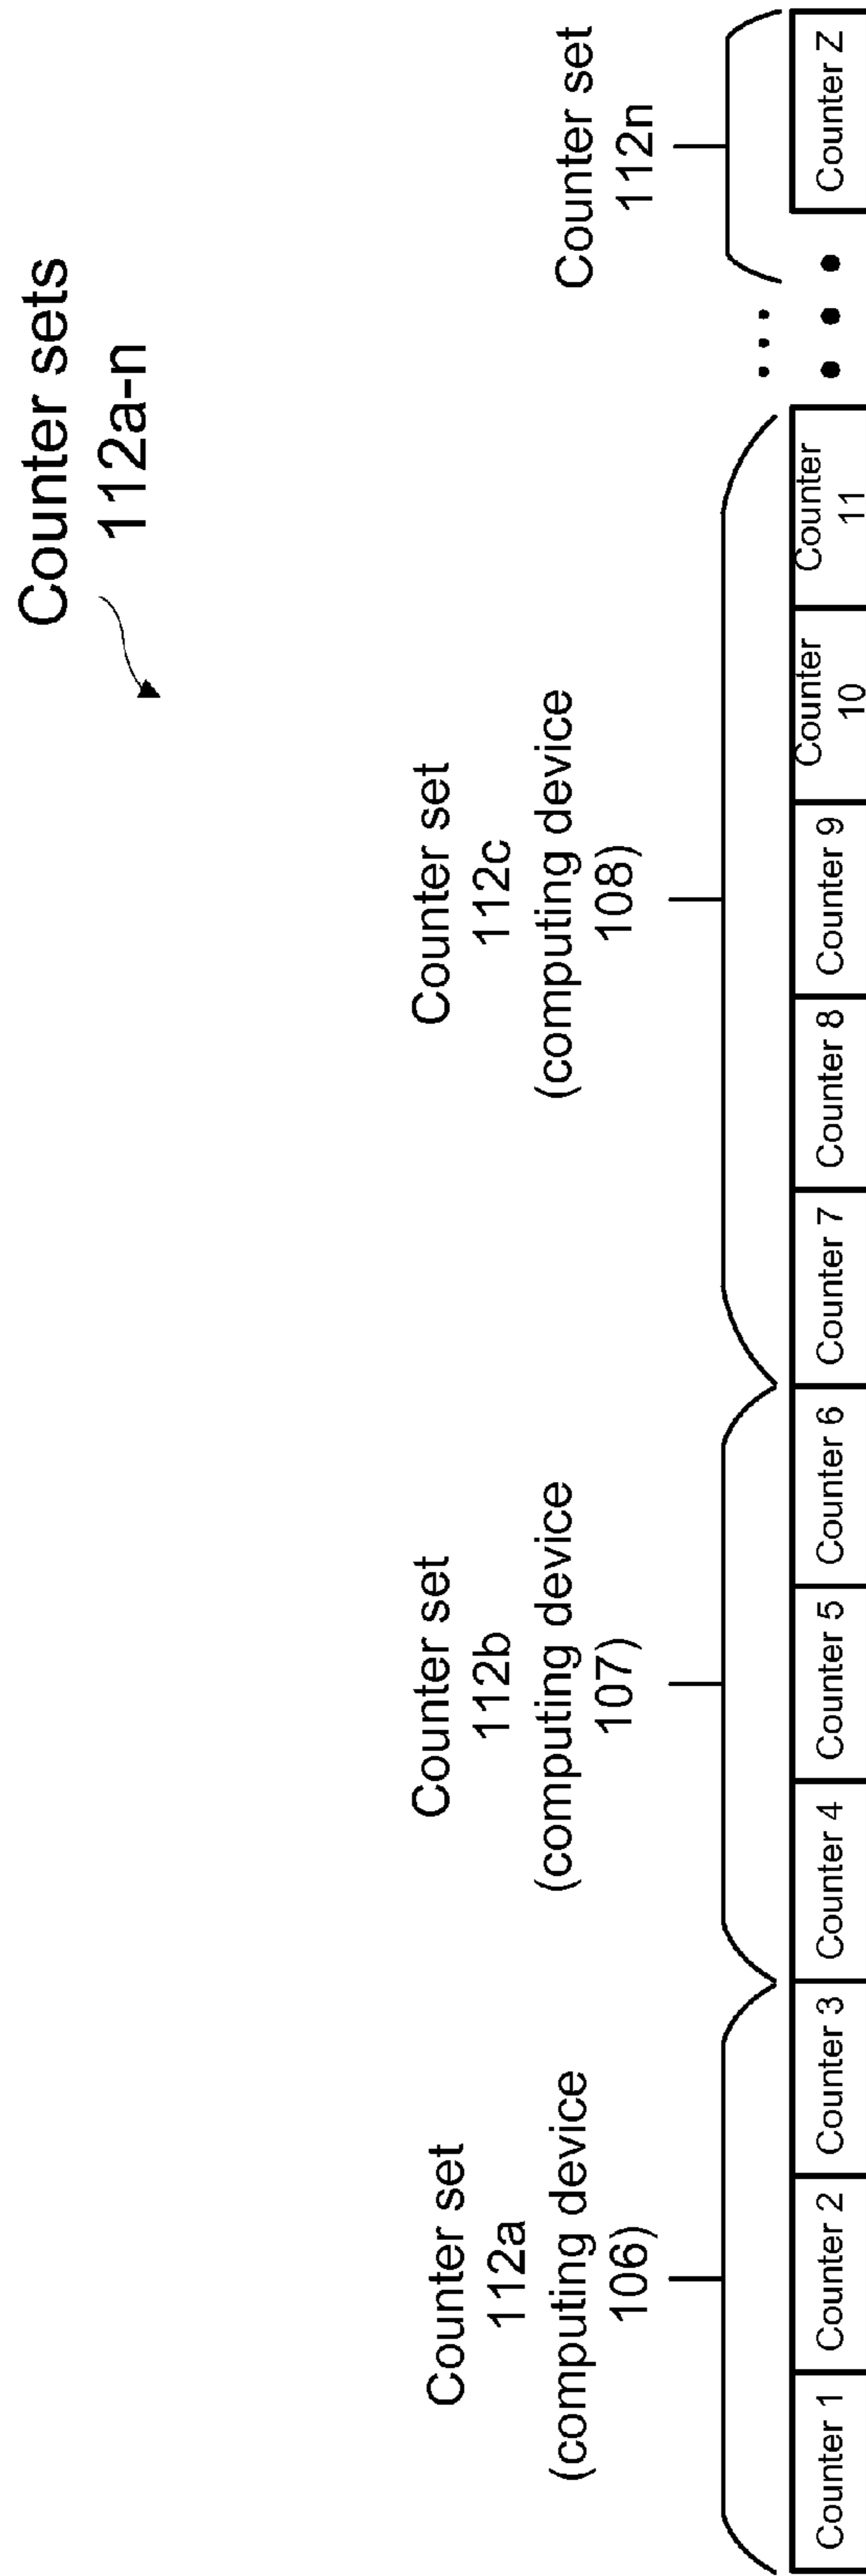 Counter sets
112a-n
Counter set
112a
(computing device
106)
Counter set
112b
(computing device
107)
Counter set
112c
(computing device
108)
Counter set
112n
...
Counter 1
Counter 2
Counter 3
Counter 4
Counter 5
Counter 6
Counter 7
Counter 8
Counter 9
Counter
10
Counter
11
• • •
Counter Z